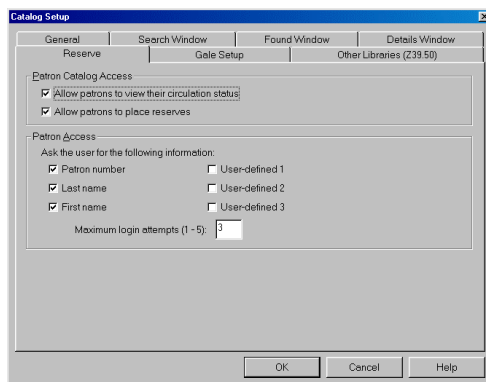 Catalog Setup
General Search Window Found Window Details Window
Reserve Gale Setup Other Libraries (Z39.50)
Patron Catalog Access
Allow patrons to view their circulation status
Allow patrons to place reserves
Patron Access
Ask the user for the following information:
Patron number User-defined 1
Last name User-defined 2
First name User-defined 3
Maximum login attempts (1 - 5): 3
OK Cancel Help